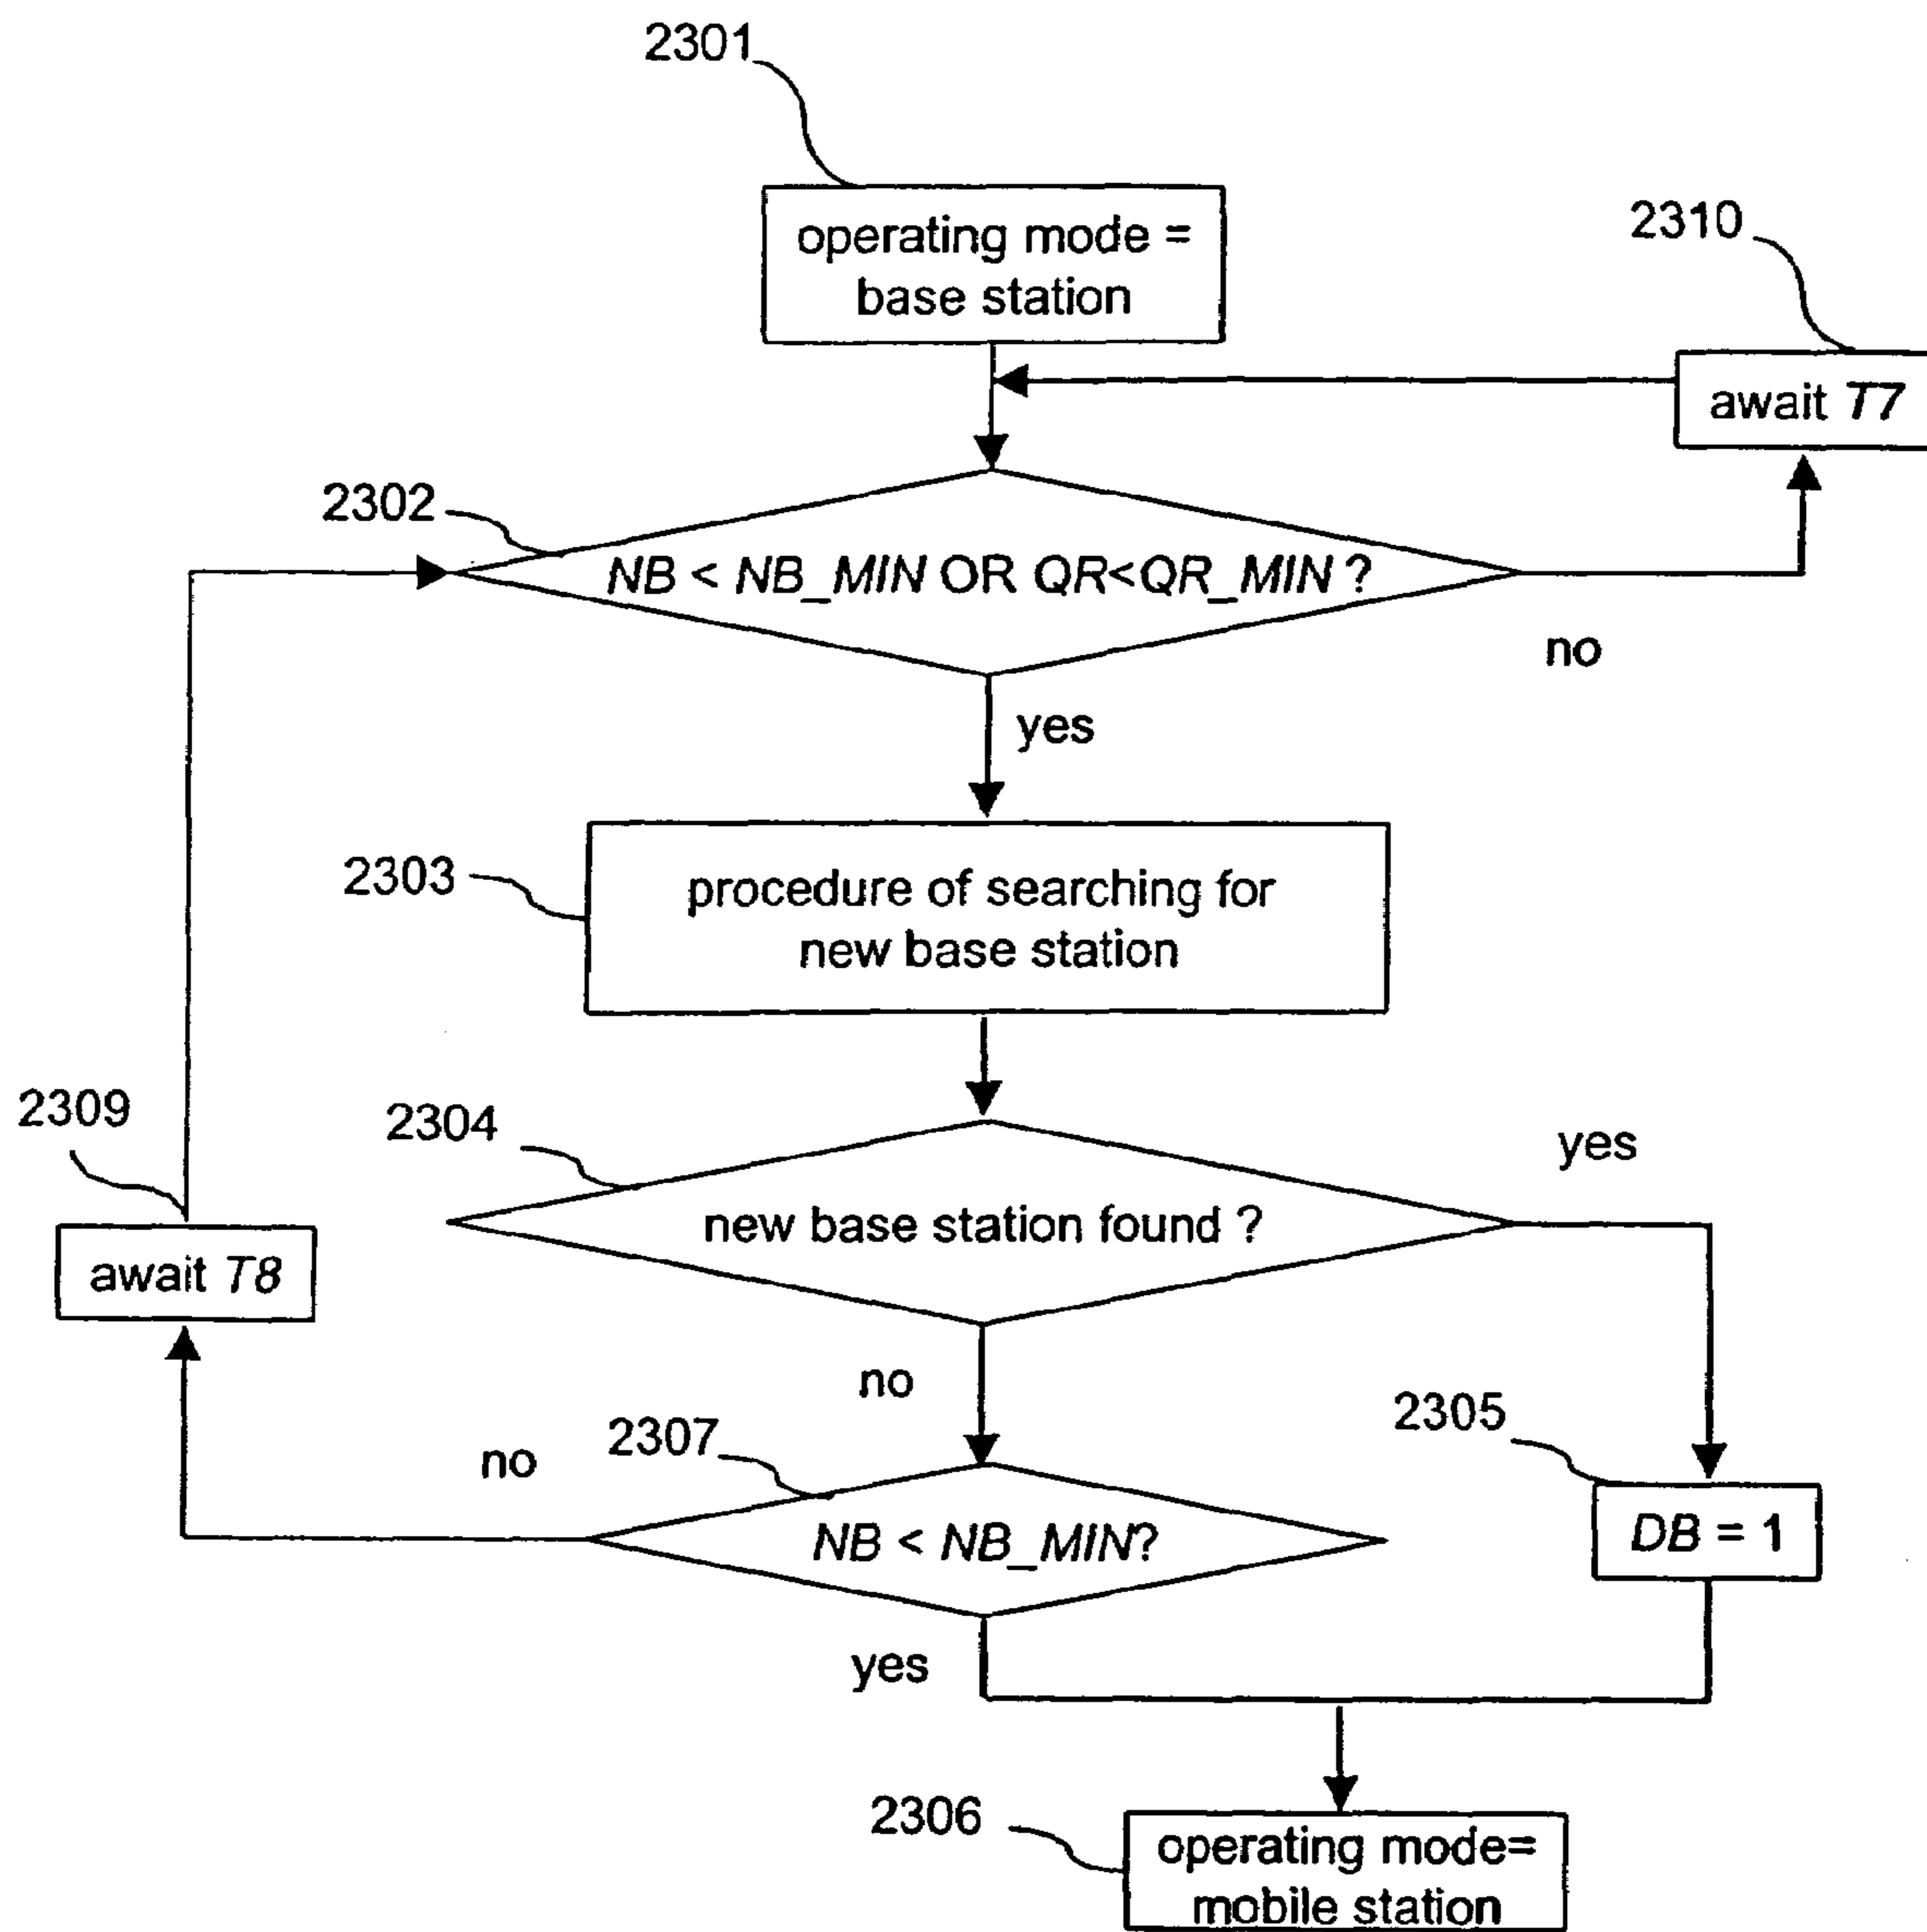 2301
operating mode =
base station
2310
await T7
2302
NB < NB_MIN OR QR<QR_MIN ?
no
yes
2303
procedure of searching for
new base station
2309
2304
yes
new base station found ?
await T8
no
2305
2307
no
NB < NB_MIN?
DB = 1
yes
2306
operating mode=
mobile station